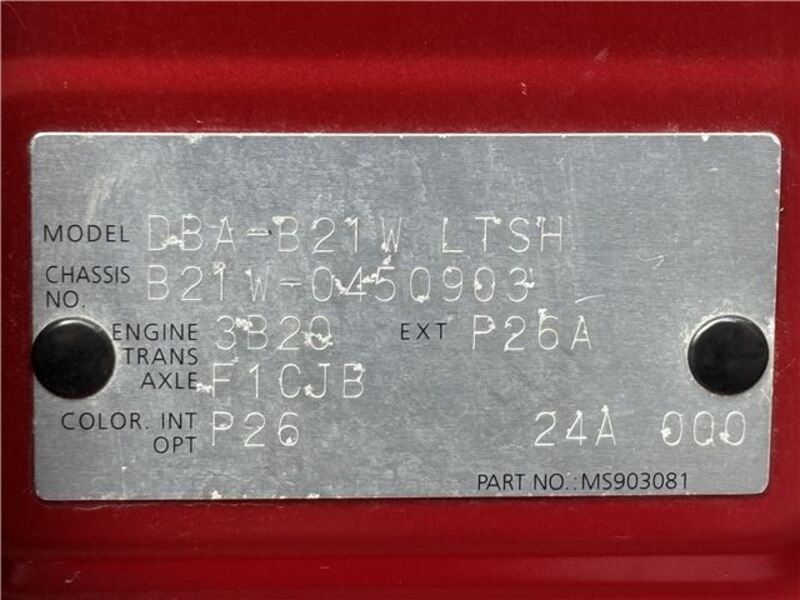 MODEL DBA-B21W LTSH
CHASSIS NO. B21W-0450903
ENGINE 3B20 EXT P26A
TRANS AXLE F1CJB
COLOR. INT OPT P26 24A 000
PART NO.: MS903081